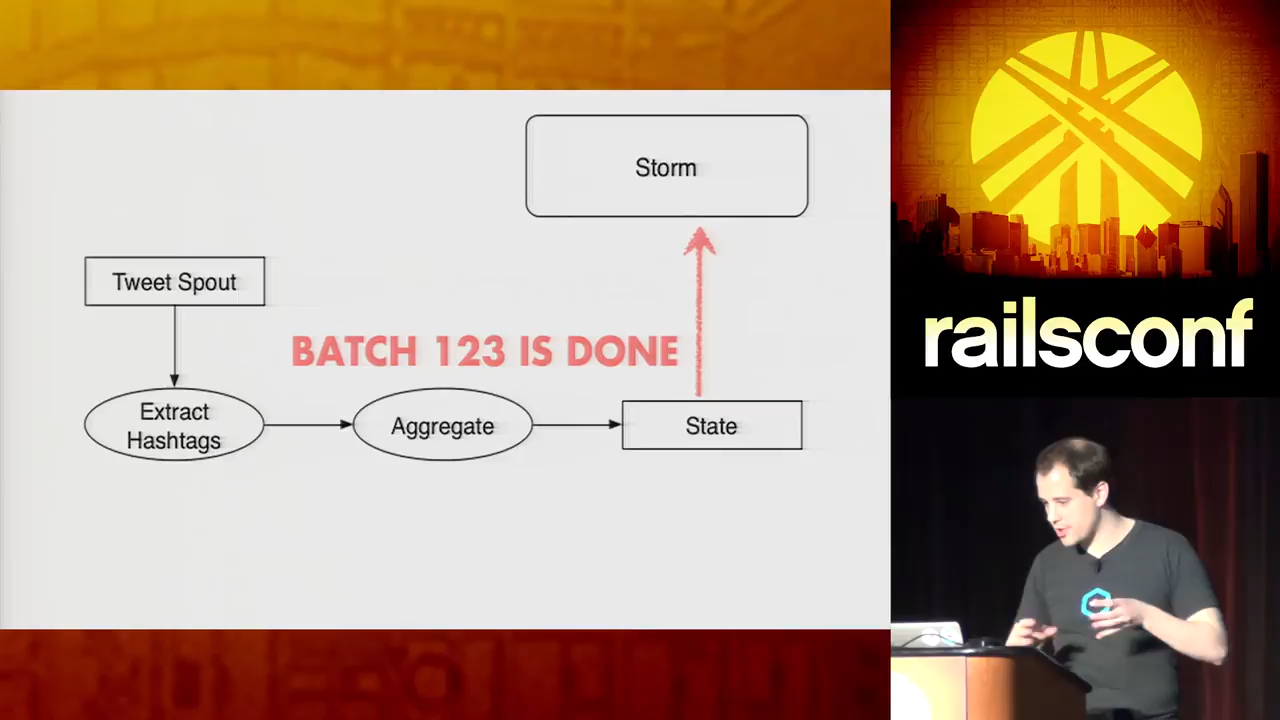 Storm
Tweet Spout
BATCH 123 IS DONE
Extract
Hashtags
Aggregate
State
railsconf